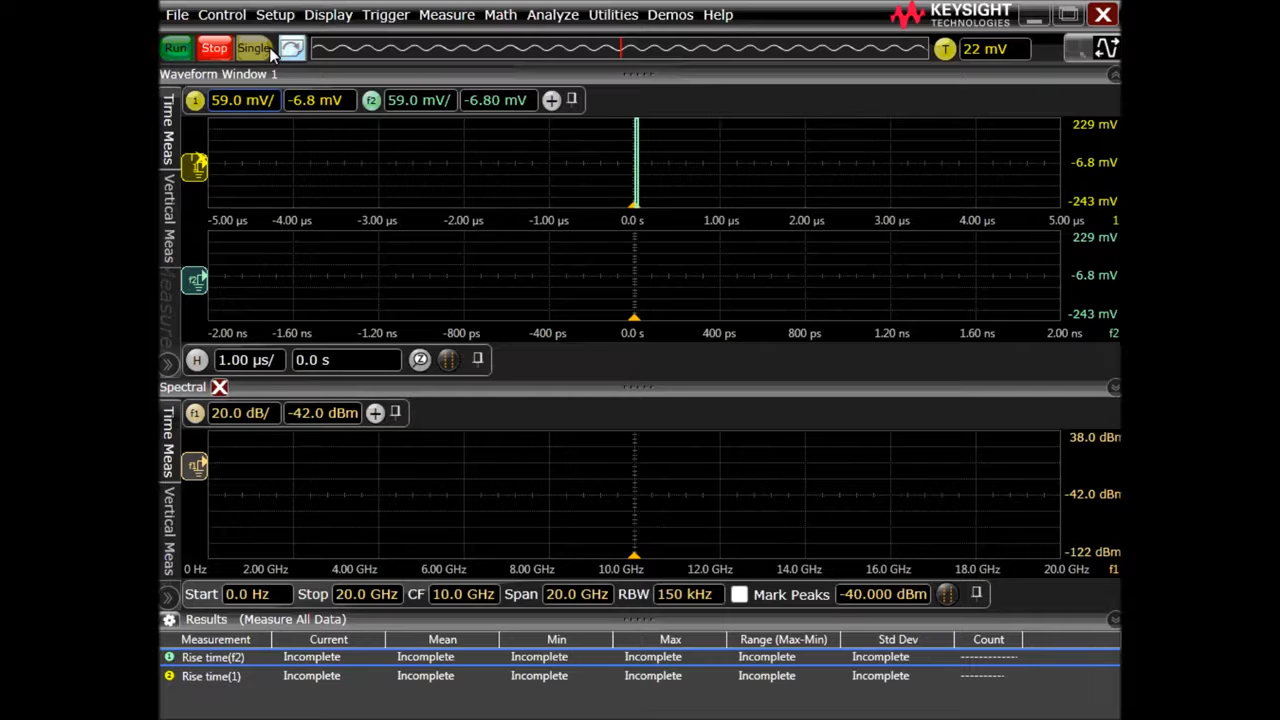 File Control Setup Display Trigger Measure Math Analyze Utilities Demos Help KEYSIGHT TECHNOLOGIES
Run Stop Single T 22 mV
Waveform Window 1
1 59.0 mV/ -6.8 mV f2 59.0 mV/ -6.80 mV
Time Meas
Vertical Meas
229 mV
-6.8 mV
-243 mV
-5.00 µs -4.00 µs -3.00 µs -2.00 µs -1.00 µs 0.0 s 1.00 µs 2.00 µs 3.00 µs 4.00 µs 5.00 µs 1
229 mV
f2 -6.8 mV
-243 mV
-2.00 ns -1.60 ns -1.20 ns -800 ps -400 ps 0.0 s 400 ps 800 ps 1.20 ns 1.60 ns 2.00 ns f2
H 1.00 µs/ 0.0 s
Spectral
f1 20.0 dB/ -42.0 dBm
Time Meas
Vertical Meas
38.0 dBm
f1 -42.0 dBm
-122 dBm
0 Hz 2.00 GHz 4.00 GHz 6.00 GHz 8.00 GHz 10.0 GHz 12.0 GHz 14.0 GHz 16.0 GHz 18.0 GHz 20.0 GHz f1
Start 0.0 Hz Stop 20.0 GHz CF 10.0 GHz Span 20.0 GHz RBW 150 kHz Mark Peaks -40.000 dBm
Results (Measure All Data)
Measurement Current Mean Min Max Range (Max-Min) Std Dev Count
1 Rise time(f2) Incomplete Incomplete Incomplete Incomplete Incomplete Incomplete ------------
2 Rise time(1) Incomplete Incomplete Incomplete Incomplete Incomplete Incomplete ---------